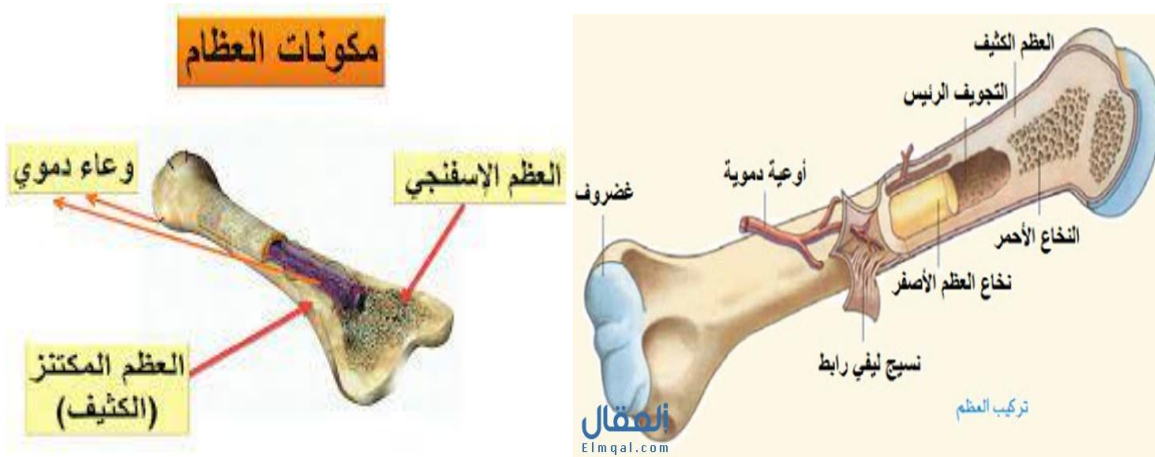 مكونات العظام
وعاء دموي
العظم الإسفنجي
العظم المكتنز
(الكثيف)
العظم الكثيف
التجويف الرئيس
أوعية دموية
غضروف
النخاع الأحمر
نخاع العظم الأصفر
نسيج ليفي رابط
تركيب العظم
المقال
Elmqal.com